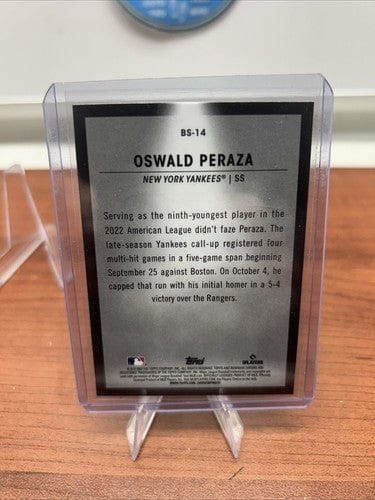 BS-14
OSWALD PERAZA
NEW YORK YANKEES® | SS
Serving as the ninth-youngest player in the
2022 American League didn't faze Peraza. The
late-season Yankees call-up registered four
multi-hit games in a five-game span beginning
September 25 against Boston. On October 4, he
capped that run with his initial homer in a 5-4
victory over the Rangers.
topps
PLAYERS